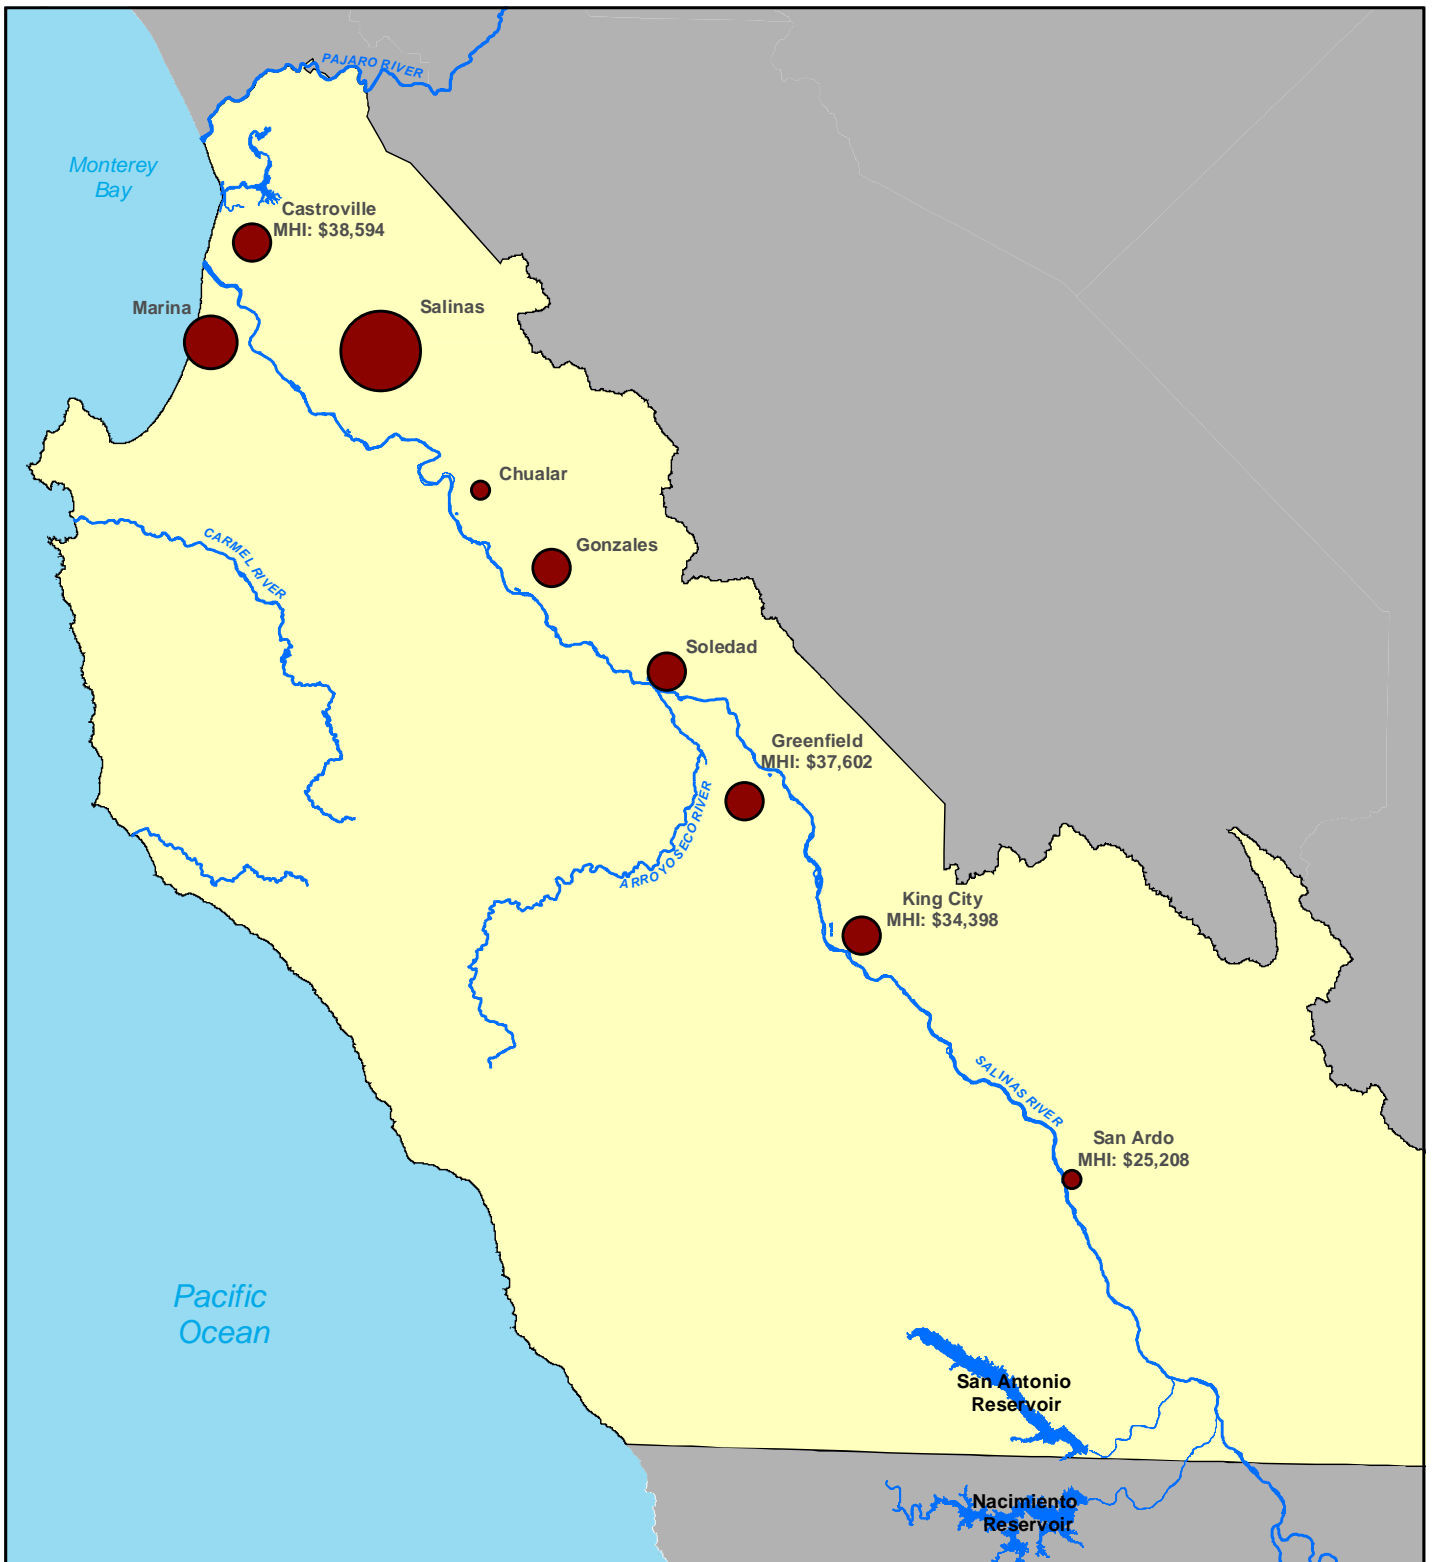 PAJARO RIVER
Monterey
Bay
Castroville
MHI: $38,594
Marina
Salinas
Chualar
CARMEL RIVER
Gonzales
Soledad
Greenfield
MHI: $37,602
ARROYO SECO RIVER
King City
MHI: $34,398
SALINAS RIVER
San Ardo
MHI: $25,208
Pacific
Ocean
San Antonio
Reservoir
Nacimiento
Reservoir